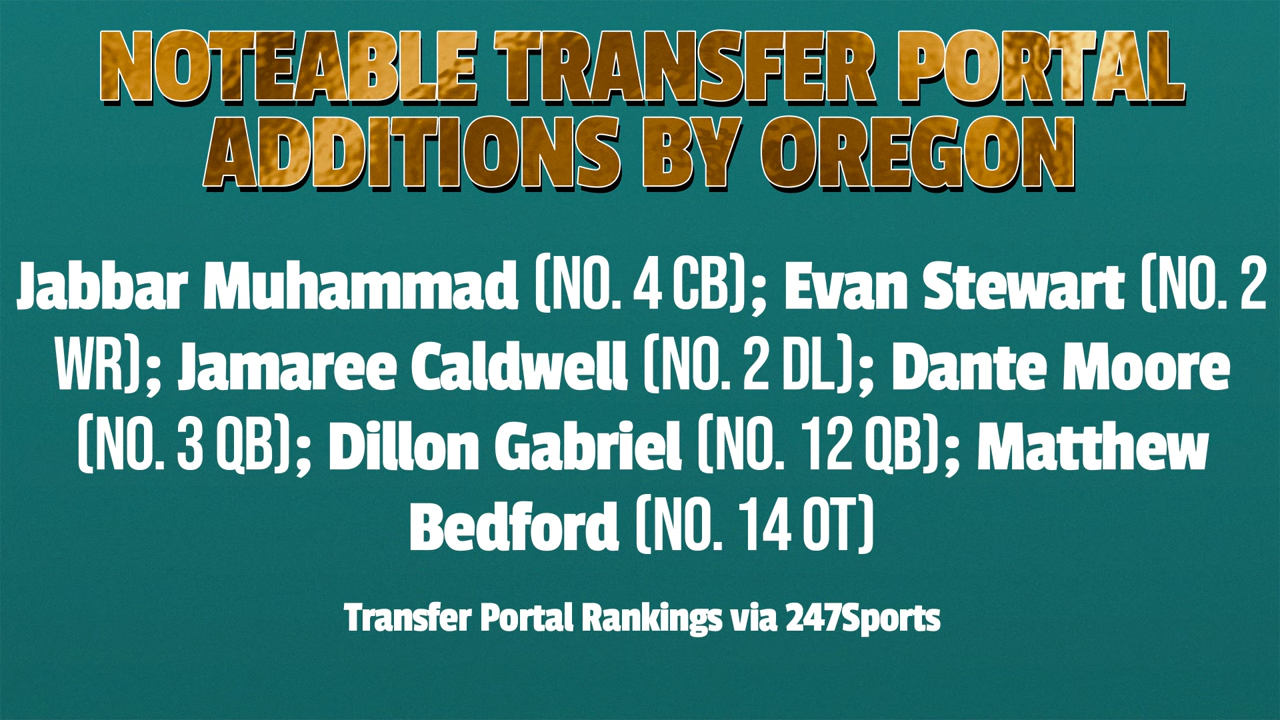 NOTEABLE TRANSFER PORTAL
ADDITIONS BY OREGON
Jabbar Muhammad (NO. 4 CB); Evan Stewart (NO. 2
WR); Jamaree Caldwell (NO. 2 DL); Dante Moore
(NO. 3 QB); Dillon Gabriel (NO. 12 QB); Matthew
Bedford (NO. 14 OT)
Transfer Portal Rankings via 247Sports